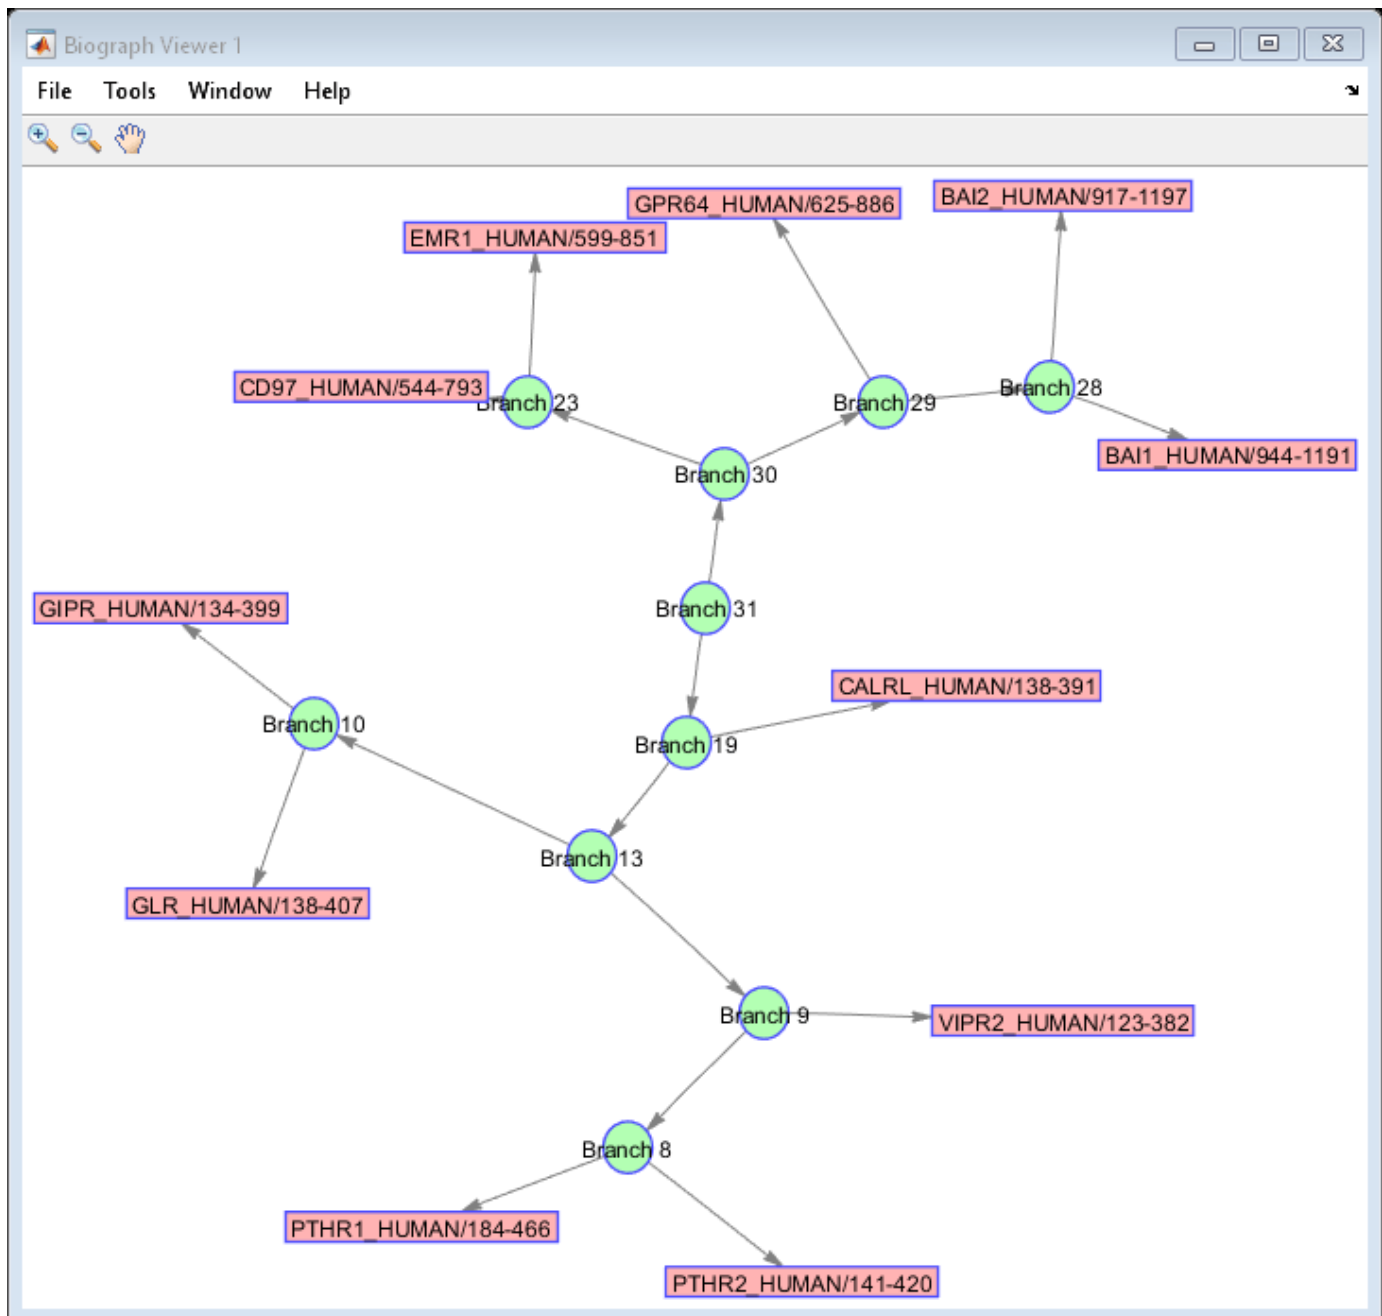 Biograph Viewer 1
File Tools Window Help
BAI2_HUMAN/917-1197
GPR64_HUMAN/625-886
EMR1_HUMAN/599-851
CD97_HUMAN/544-793
Branch 23
Branch 29
Branch 28
BAI1_HUMAN/944-1191
Branch 30
GIPR_HUMAN/134-399
Branch 31
CALRL_HUMAN/138-391
Branch 10
Branch 19
Branch 13
GLR_HUMAN/138-407
Branch 9
VIPR2_HUMAN/123-382
Branch 8
PTHR1_HUMAN/184-466
PTHR2_HUMAN/141-420